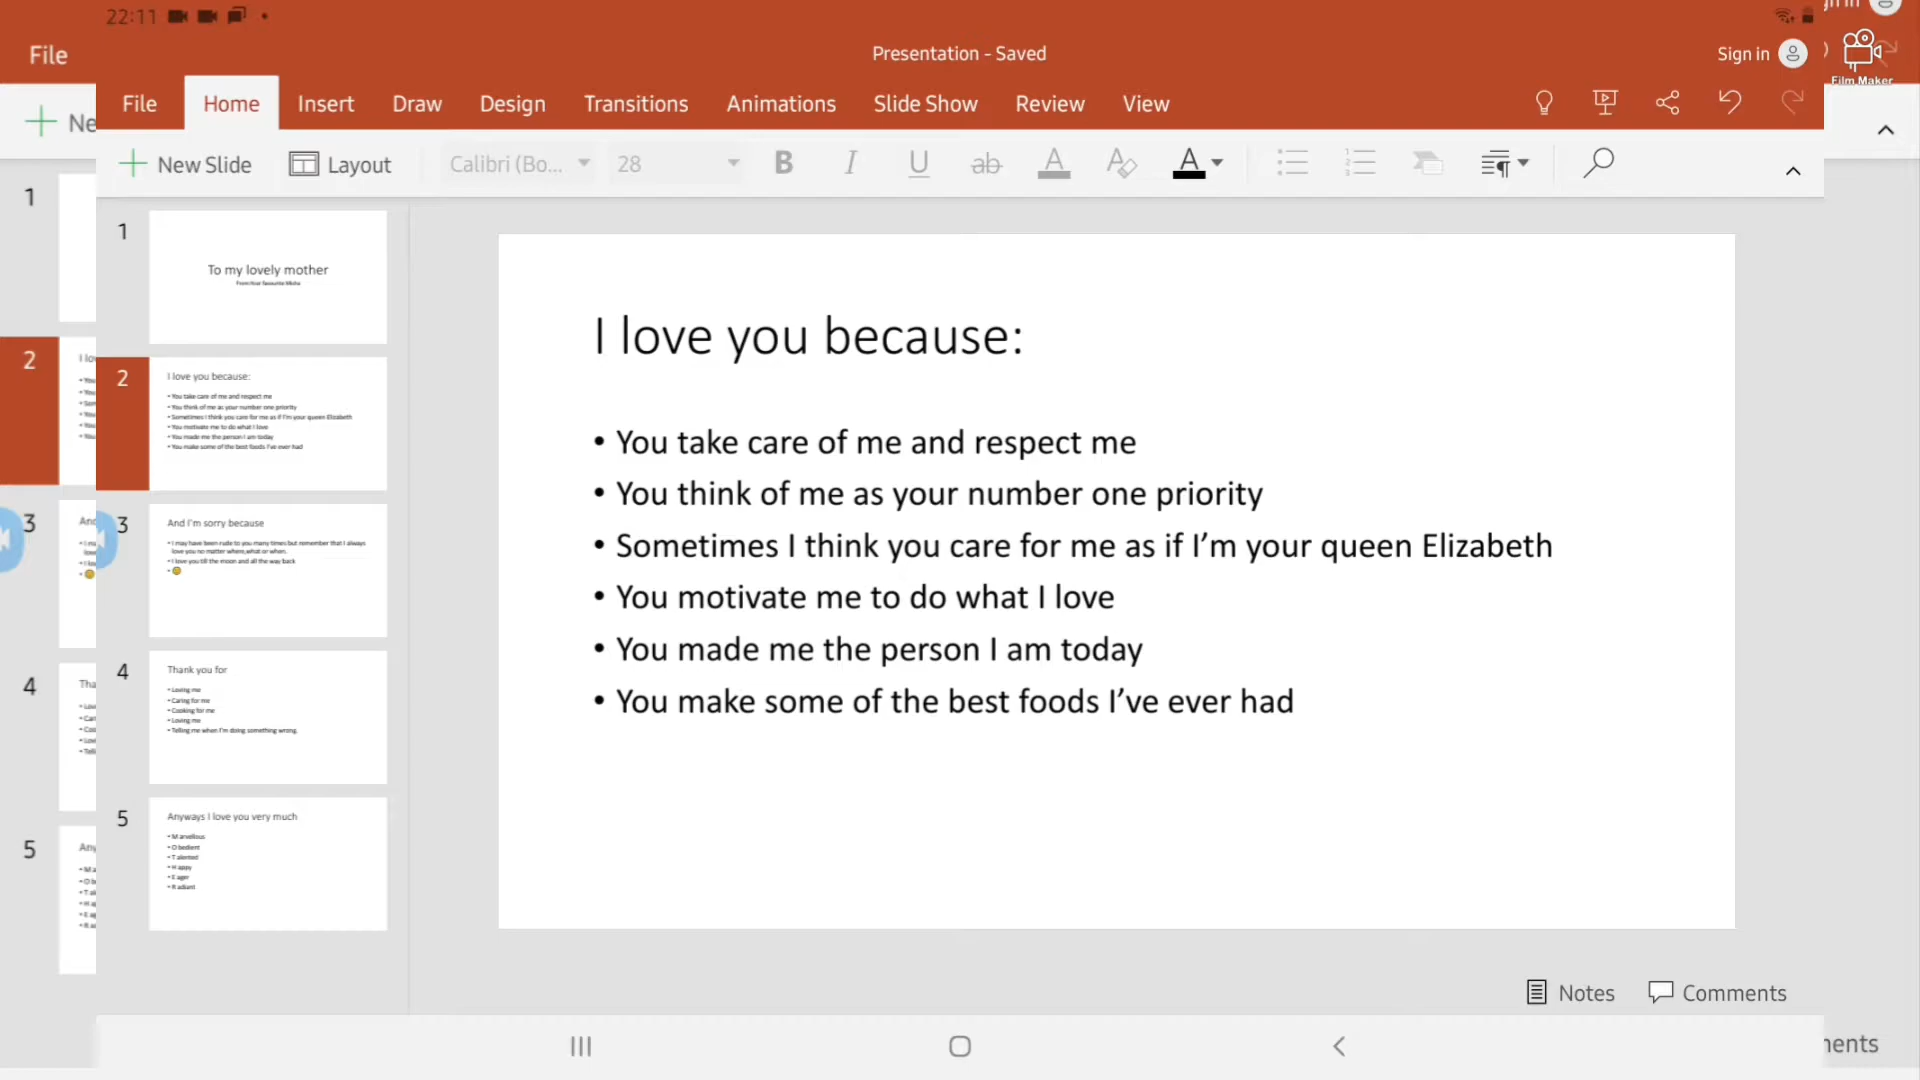 22:11
Presentation - Saved
Sign in
Film Maker
File
File Home Insert Draw Design Transitions Animations Slide Show Review View
New Slide Layout Calibri (Bo... 28 B I U ab A A A
1
To my lovely mother
2
I love you because:
• You take care of me and respect me
• You think of me as your number one priority
• Sometimes I think you care for me as if I'm your queen Elizabeth
• You motivate me to do what I love
• You made me the person I am today
• You make some of the best foods I've ever had
3
And I'm sorry because
• I may have been rude to you many times but remember that I always
love you no matter where,what or when.
• I love you till the moon and all the way back
• 😊
4
Thank you for
• Loving me
• Caring for me
• Cooking for me
• Loving me
• Telling me when I'm doing something wrong.
5
Anyways I love you very much
• M arvellous
• O bedient
• T alented
• H appy
• E ager
• R adiant
I love you because:
• You take care of me and respect me
• You think of me as your number one priority
• Sometimes I think you care for me as if I’m your queen Elizabeth
• You motivate me to do what I love
• You made me the person I am today
• You make some of the best foods I’ve ever had
Notes Comments
1
2
3
4
5